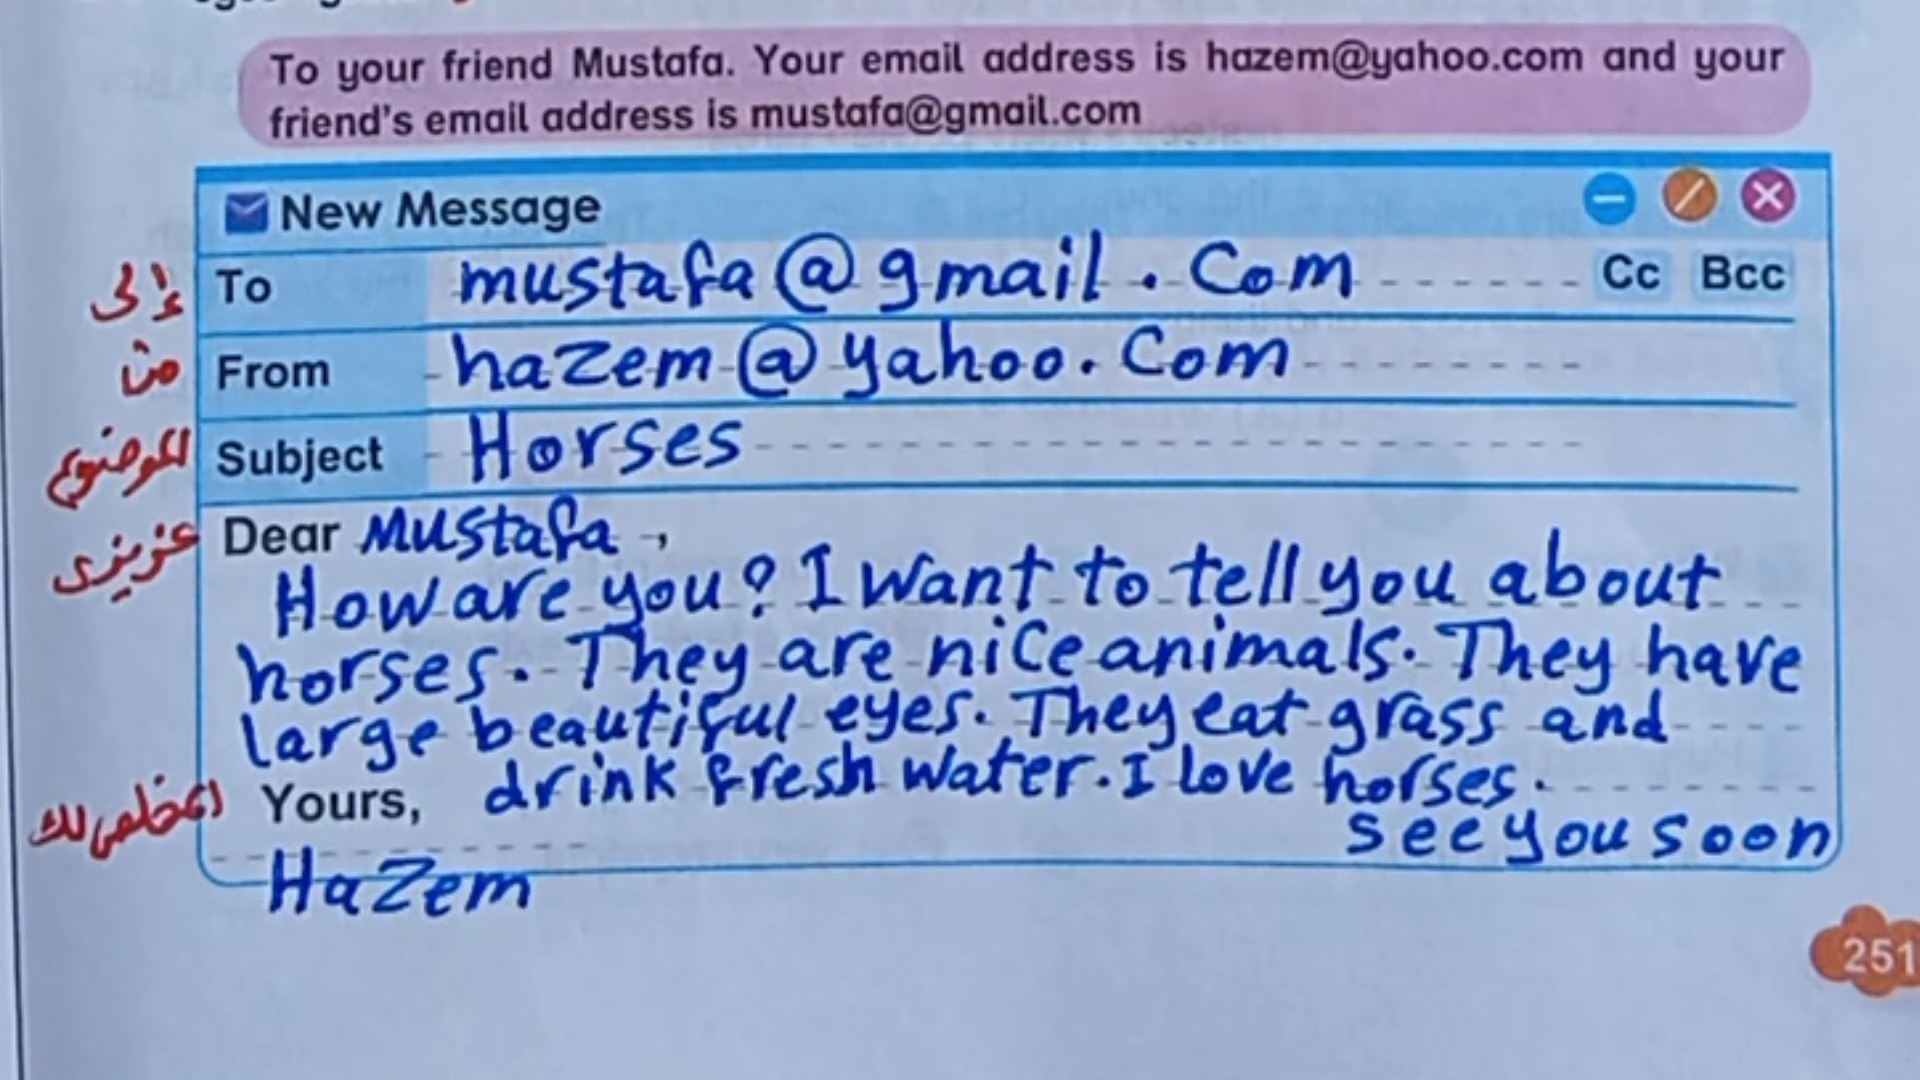 To your friend Mustafa. Your email address is hazem@yahoo.com and your
friend's email address is mustafa@gmail.com
New Message
إلى To mustafa@gmail.Com Cc Bcc
من From hazem@yahoo.Com
الموضوع Subject Horses
عزيزى Dear Mustafa,
How are you? I want to tell you about
horses. They are nice animals. They have
large beautiful eyes. They eat grass and
drink fresh water. I love horses.
المخلص لك Yours,
see you soon
Hazem
251